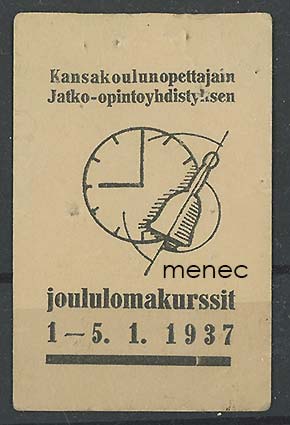 Kansakoulunopettajain
Jatko-opintoyhdistyksen
menec
joululomakurssit
1—5. 1. 1937